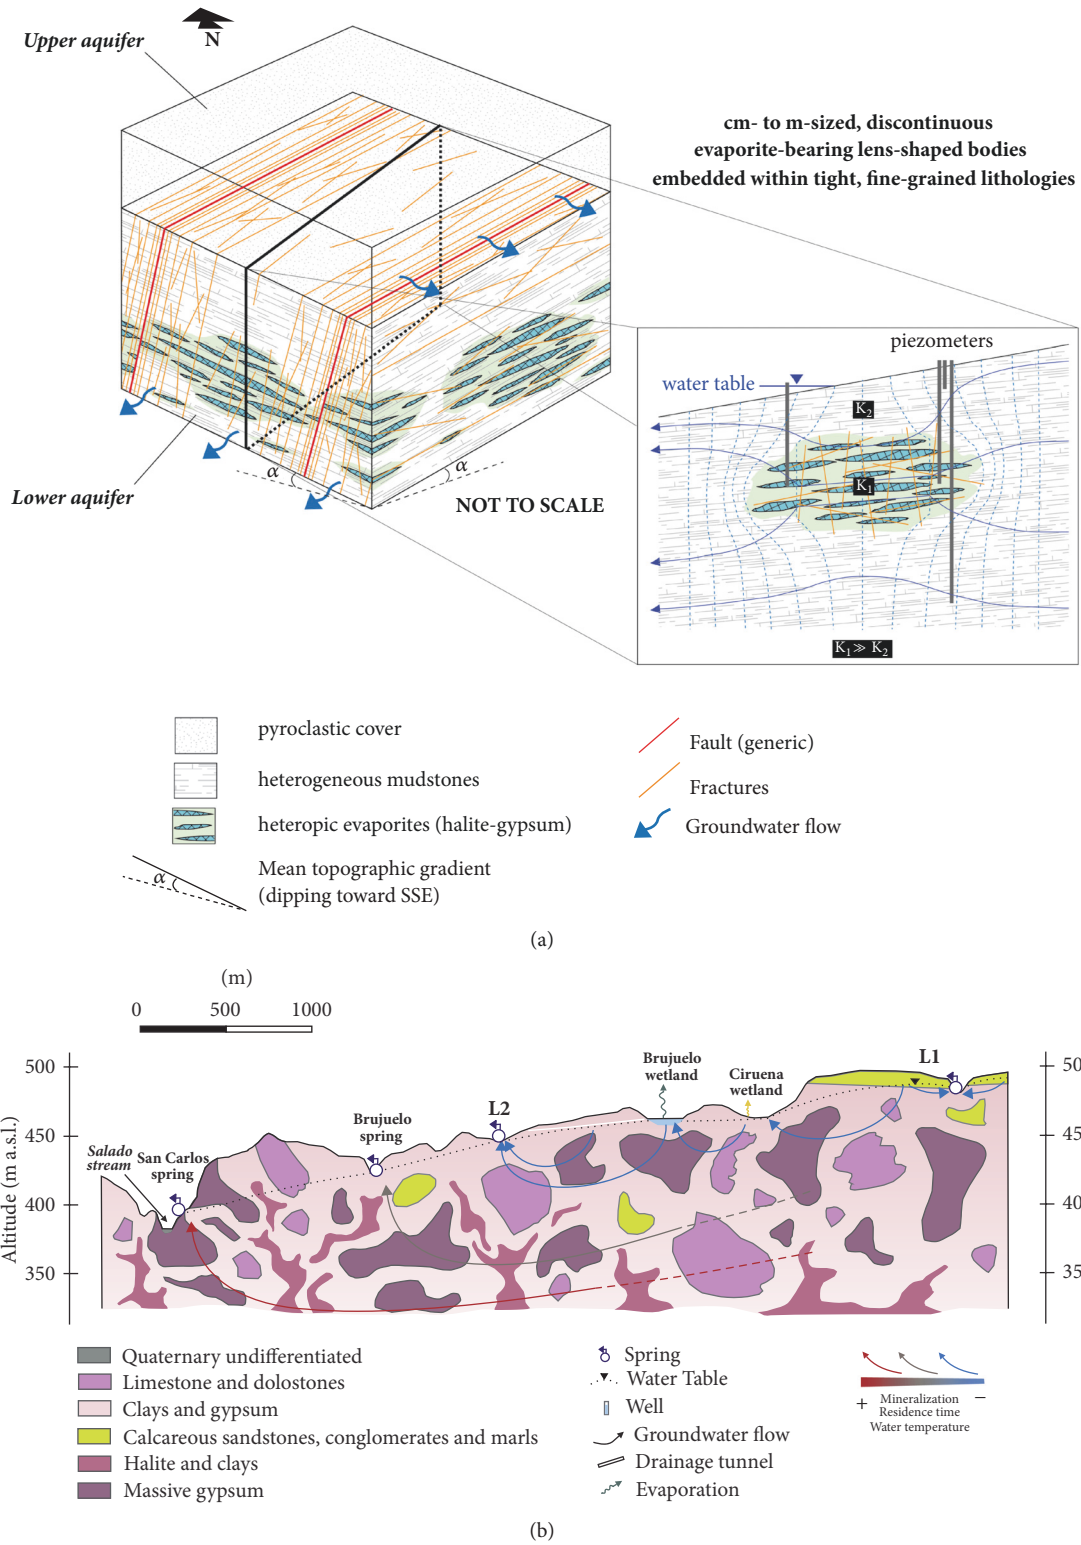 N
Upper aquifer
cm- to m-sized, discontinuous
evaporite-bearing lens-shaped bodies
embedded within tight, fine-grained lithologies
piezometers
water table
K2
K1
α
α
Lower aquifer
NOT TO SCALE
K1 ≫ K2
pyroclastic cover
heterogeneous mudstones
heteropic evaporites (halite-gypsum)
α
Mean topographic gradient
(dipping toward SSE)
Fault (generic)
Fractures
Groundwater flow
(a)
(m)
0 500 1000
500
450
400
350
Altitude (m a.s.l.)
Salado
stream
San Carlos
spring
Brujuelo
spring
L2
Brujuelo
wetland
Ciruena
wetland
L1
50
45
40
35
Quaternary undifferentiated
Limestone and dolostones
Clays and gypsum
Calcareous sandstones, conglomerates and marls
Halite and clays
Massive gypsum
Spring
Water Table
Well
Groundwater flow
Drainage tunnel
Evaporation
+ −
Mineralization
Residence time
Water temperature
(b)